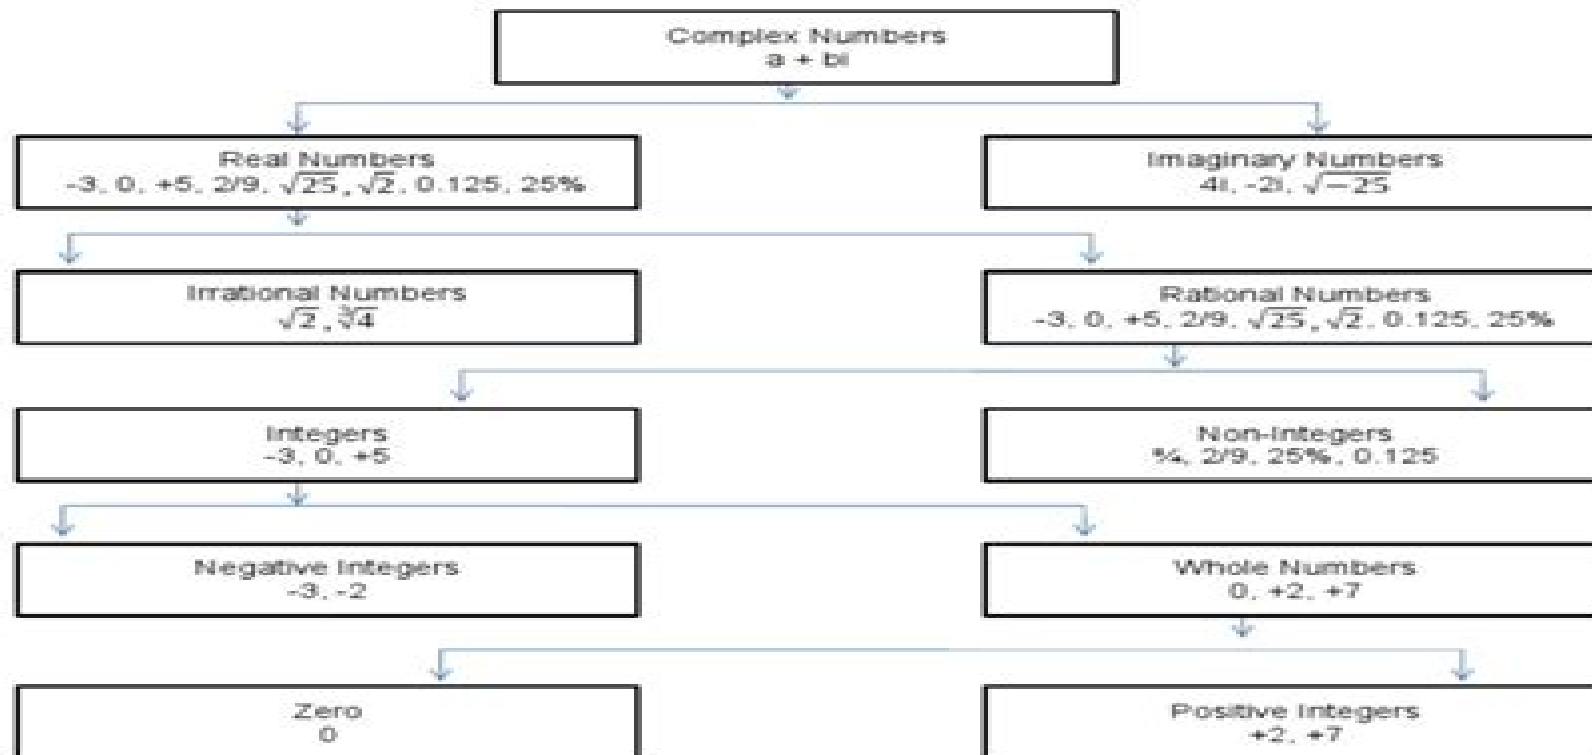 Complex Numbers
a + bi
Real Numbers
-3, 0, +5, 2/9, √25, √2, 0.125, 25%
Imaginary Numbers
4i, -2i, √−25
Irrational Numbers
√2, ∛4
Rational Numbers
-3, 0, +5, 2/9, √25, √2, 0.125, 25%
Integers
-3, 0, +5
Non-Integers
2/9, 25%, 0.125
Negative Integers
-3, -2
Whole Numbers
0, +2, +7
Zero
0
Positive Integers
+2, +7